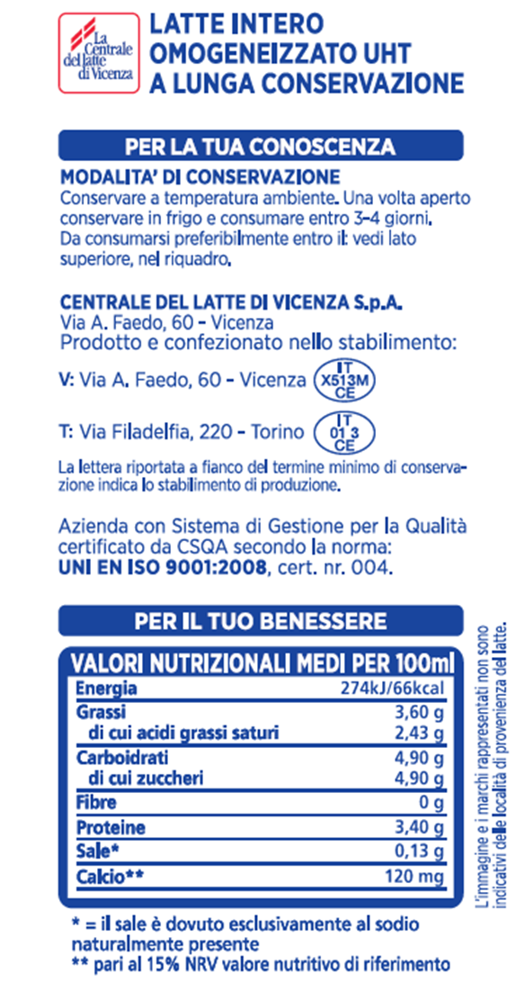 La
Centrale
del latte
di Vicenza
LATTE INTERO
OMOGENEIZZATO UHT
A LUNGA CONSERVAZIONE
PER LA TUA CONOSCENZA
MODALITA' DI CONSERVAZIONE
Conservare a temperatura ambiente. Una volta aperto
conservare in frigo e consumare entro 3-4 giorni.
Da consumarsi preferibilmente entro il: vedi lato
superiore, nel riquadro.
CENTRALE DEL LATTE DI VICENZA S.p.A.
Via A. Faedo, 60 - Vicenza
Prodotto e confezionato nello stabilimento:
V: Via A. Faedo, 60 - Vicenza IT
X513M
CE
T: Via Filadelfia, 220 - Torino IT
01 3
CE
La lettera riportata a fianco del termine minimo di conserva-
zione indica lo stabilimento di produzione.
Azienda con Sistema di Gestione per la Qualità
certificato da CSQA secondo la norma:
UNI EN ISO 9001:2008, cert. nr. 004.
PER IL TUO BENESSERE
VALORI NUTRIZIONALI MEDI PER 100ml
Energia 274kJ/66kcal
Grassi 3,60 g
di cui acidi grassi saturi 2,43 g
Carboidrati 4,90 g
di cui zuccheri 4,90 g
Fibre 0 g
Proteine 3,40 g
Sale* 0,13 g
Calcio** 120 mg
* = il sale è dovuto esclusivamente al sodio
naturalmente presente
** pari al 15% NRV valore nutritivo di riferimento
L'immagine e i marchi rappresentati non sono
indicativi delle località di provenienza del latte.